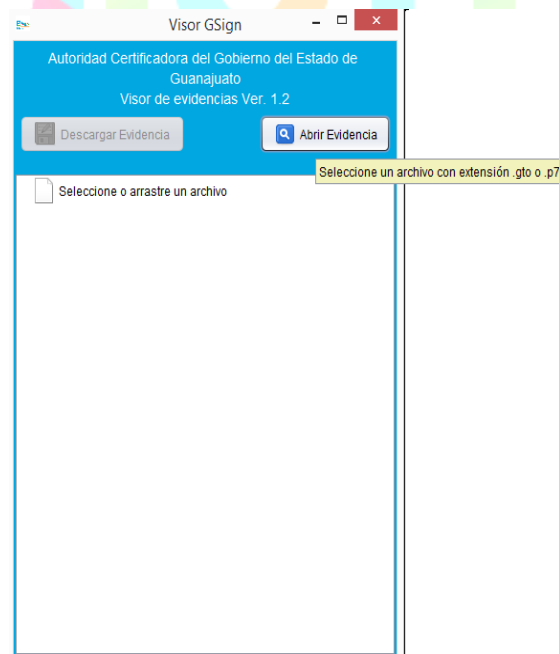 Visor GSign
Autoridad Certificadora del Gobierno del Estado de
Guanajuato
Visor de evidencias Ver. 1.2
Descargar Evidencia
Abrir Evidencia
Seleccione un archivo con extensión .gto o .p7
Seleccione o arrastre un archivo